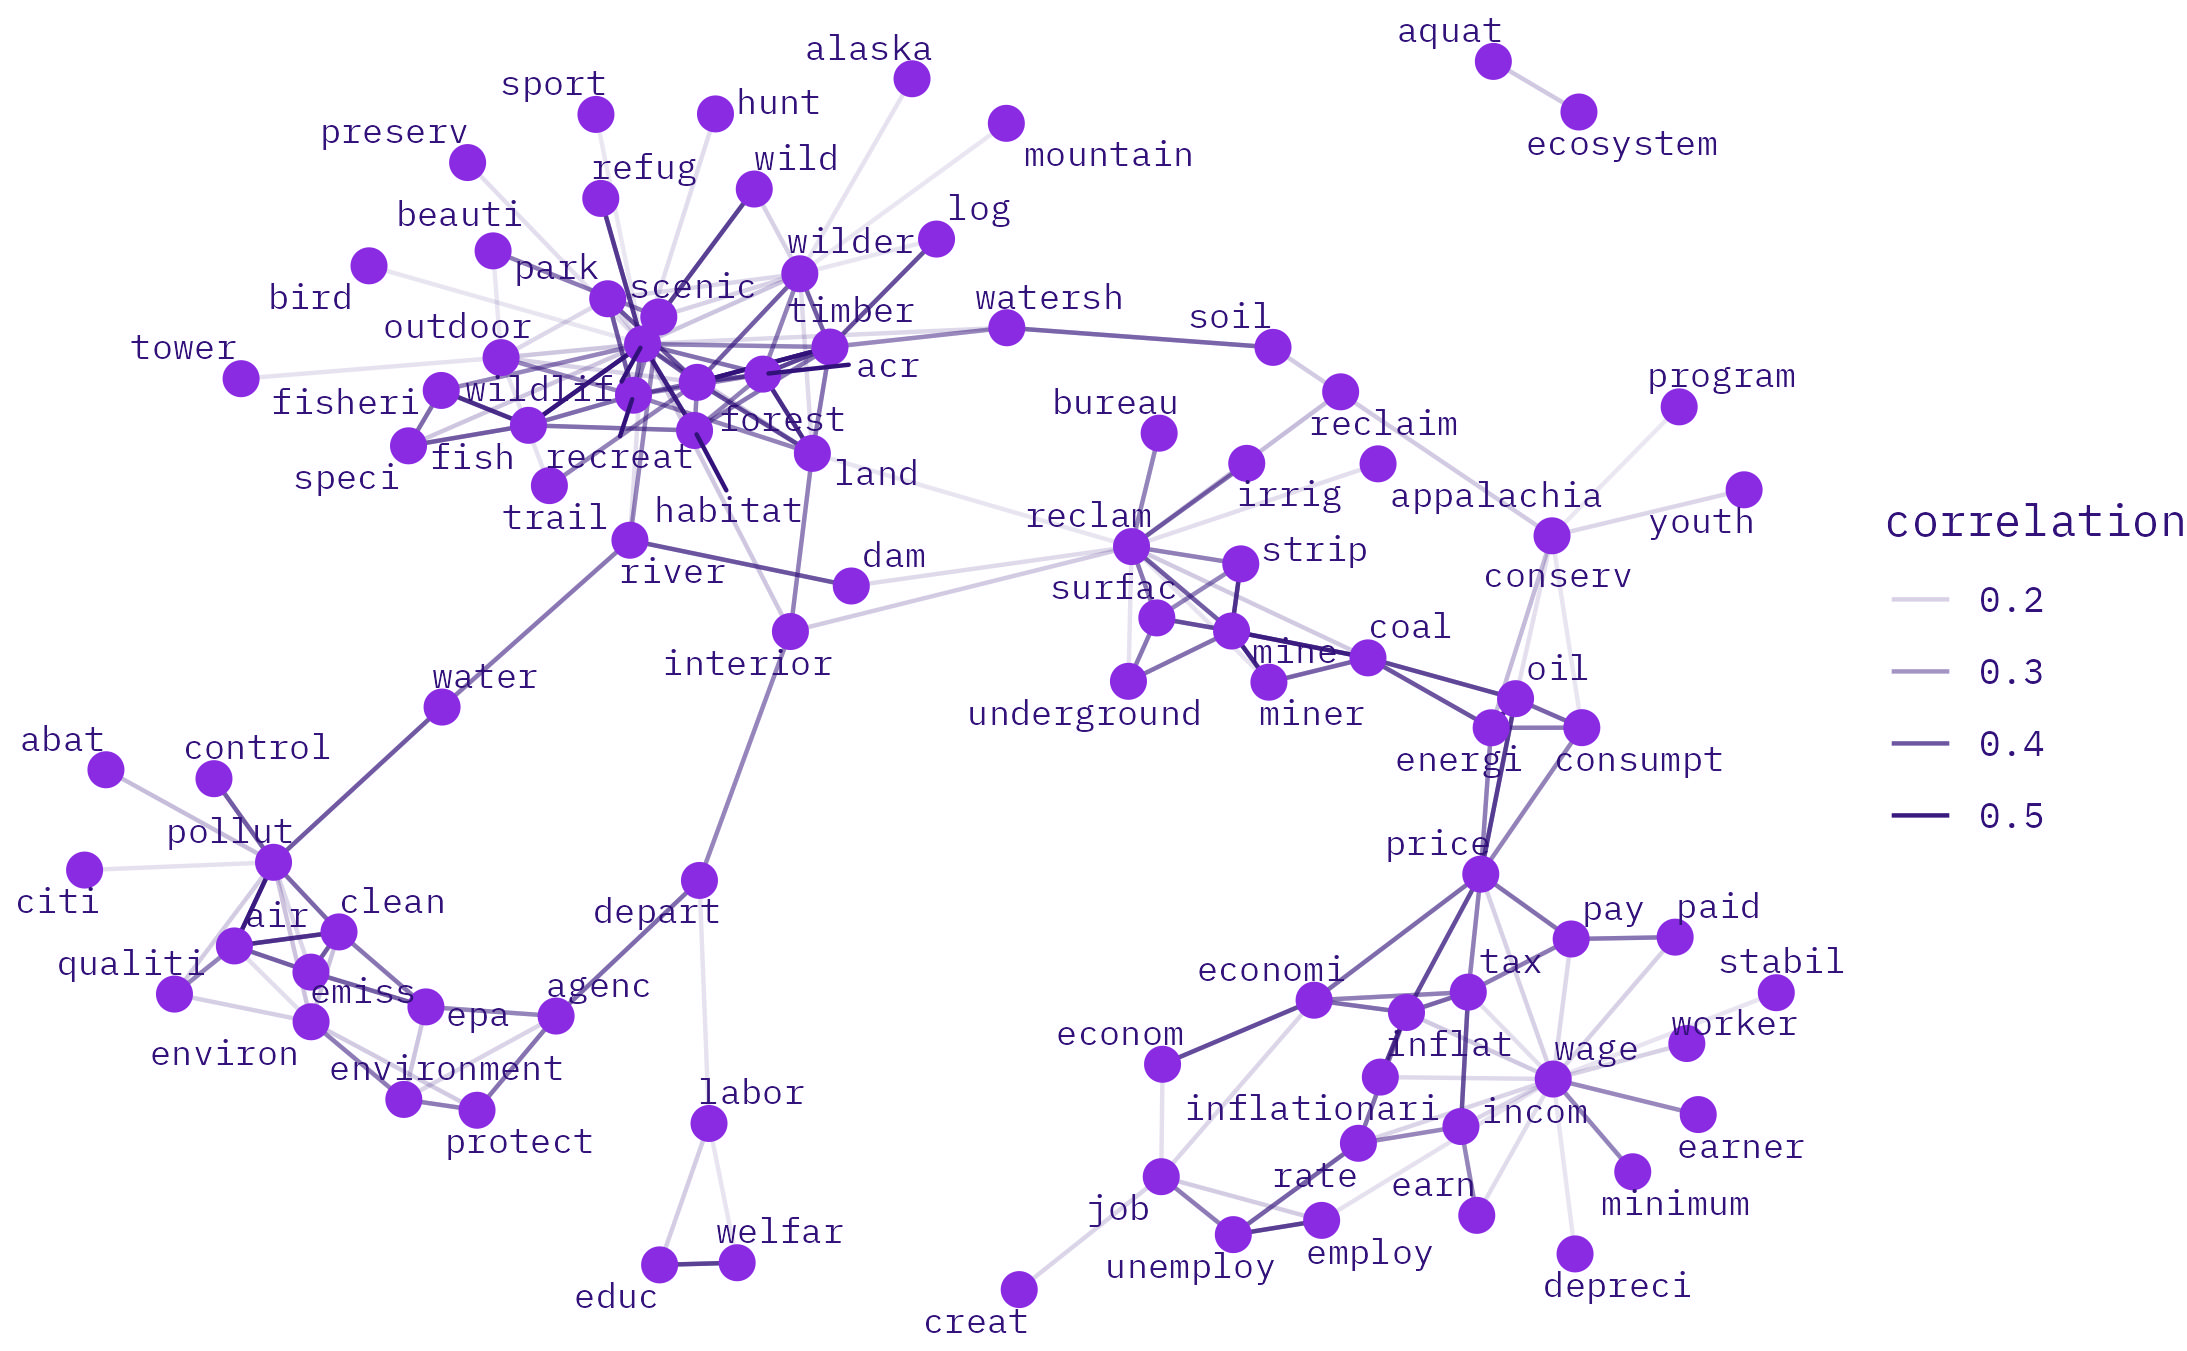 aquat
alaska
sport
hunt
preserv
ecosystem
wild
mountain
refug
beauti
log
wilder
park
scenic
bird
watersh
timber
soil
outdoor
tower
acr
program
wildlif
fisheri
bureau
forest
reclaim
fish
recreat
land
speci
irrig
appalachia
trail
habitat
reclam
youth
correlation
dam
strip
river
surfac
conserv
0.2
coal
mine
interior
oil
water
0.3
underground
miner
abat
control
0.4
energi
consumpt
pollut
0.5
price
citi
air
clean
depart
pay
paid
qualiti
economi
tax
stabil
emiss
agenc
epa
worker
econom
inflat
wage
environ
environment
labor
inflationari
incom
protect
earner
rate
earn
job
minimum
welfar
unemploy
employ
educ
depreci
creat